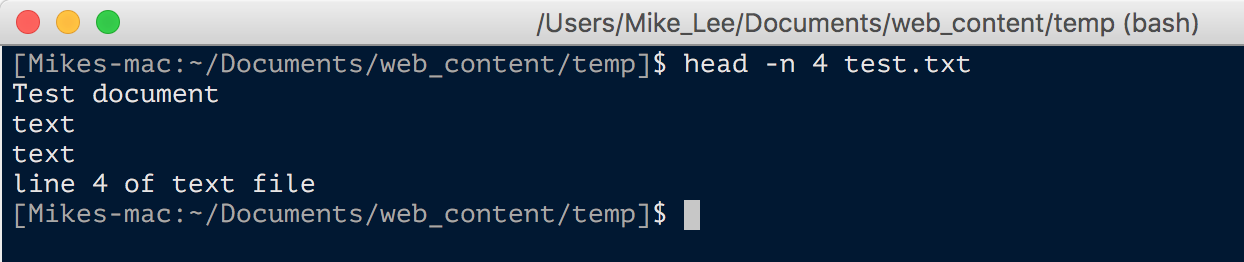 /Users/Mike_Lee/Documents/web_content/temp (bash)
[Mikes-mac:~/Documents/web_content/temp]$ head -n 4 test.txt
Test document
text
text
line 4 of text file
[Mikes-mac:~/Documents/web_content/temp]$